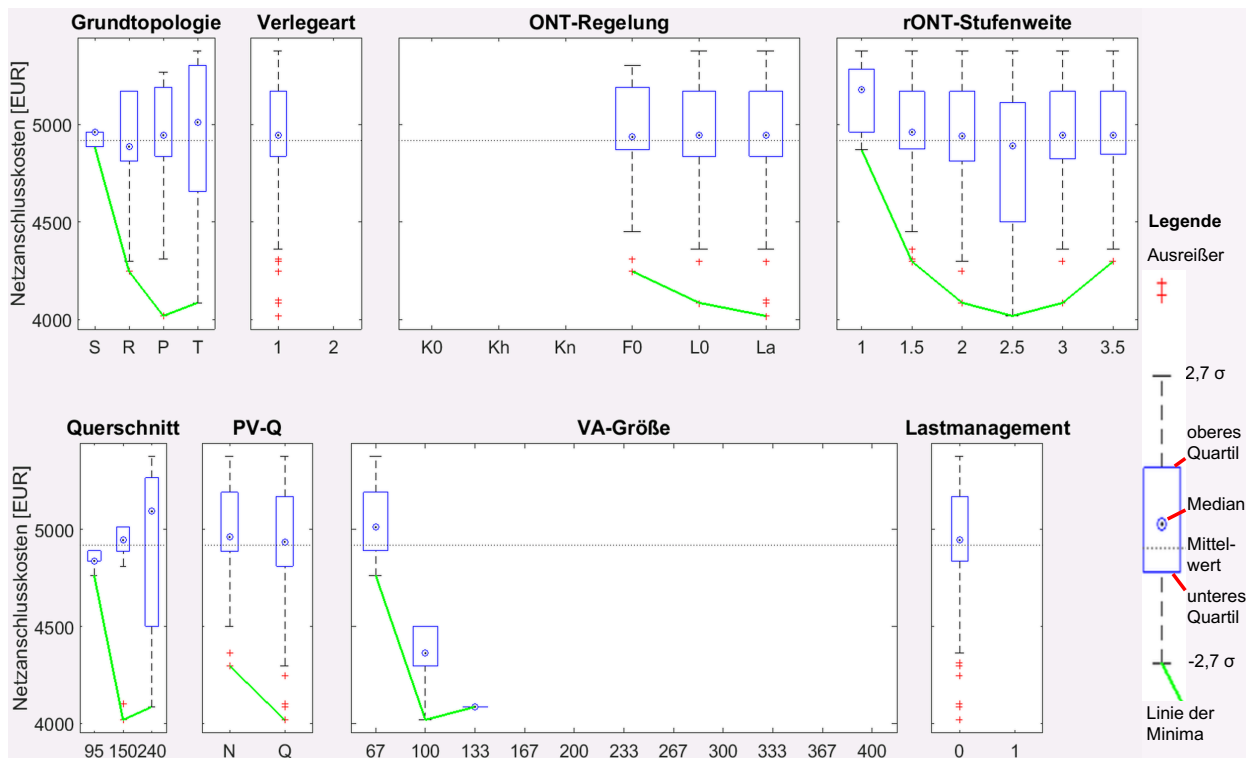 Grundtopologie
Verlegeart
ONT-Regelung
rONT-Stufenweite
Netzanschlusskosten [EUR]
5000
4500
4000
S R P T
1 2
K0 Kh Kn F0 L0 La
1 1.5 2 2.5 3 3.5
Querschnitt
PV-Q
VA-Größe
Lastmanagement
Netzanschlusskosten [EUR]
5000
4500
4000
95 150 240
N Q
67 100 133 167 200 233 267 300 333 367 400
0 1
Legende
Ausreißer
2,7 σ
oberes
Quartil
Median
Mittel-
wert
unteres
Quartil
-2,7 σ
Linie der
Minima